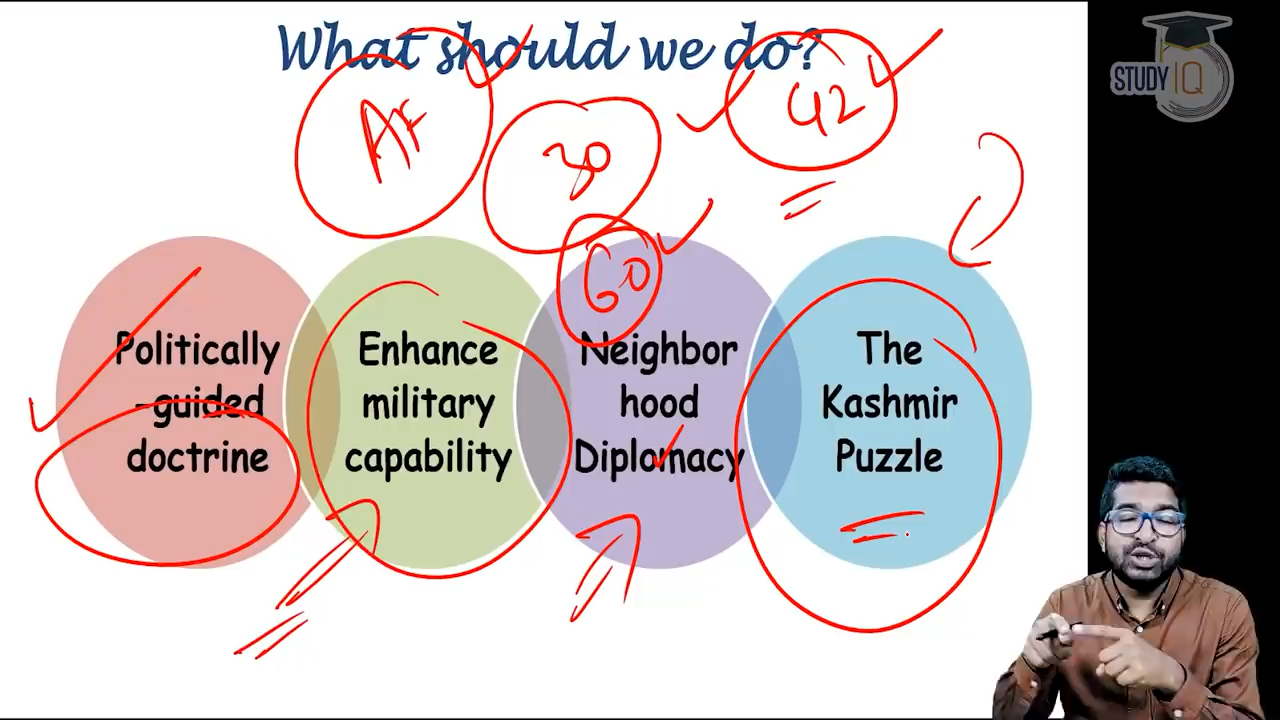 What should we do?
STUDY IQ
AF
30
42
60
Politically
-guided
doctrine
Enhance
military
capability
Neighbor
hood
Diplomacy
The
Kashmir
Puzzle